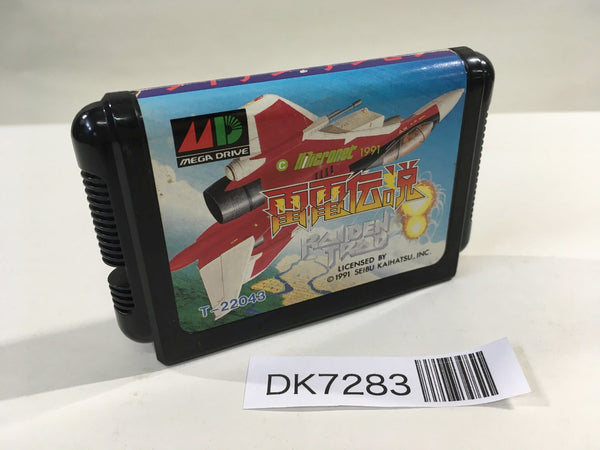 MD
MEGA DRIVE
© Micronet 1991
雷電伝説
RAIDEN
TRAD
LICENSED BY
© 1991 SEIBU KAIHATSU, INC.
T-22043
DK7283